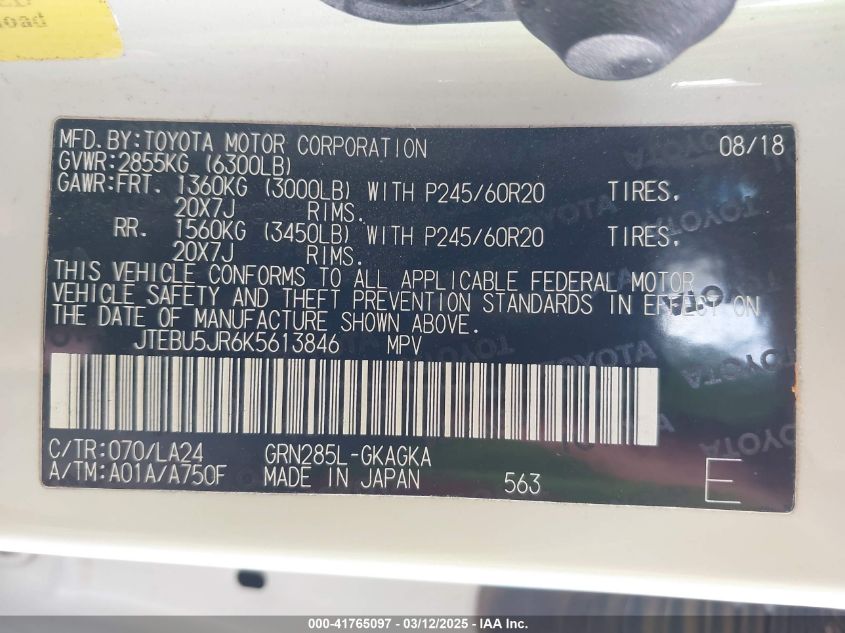 oad
MFD. BY: TOYOTA MOTOR CORPORATION 08/18
GVWR: 2855KG (6300LB)
GAWR: FRT. 1360KG (3000LB) WITH P245/60R20 TIRES.
20X7J RIMS.
RR. 1560KG (3450LB) WITH P245/60R20 TIRES.
20X7J RIMS.
THIS VEHICLE CONFORMS TO ALL APPLICABLE FEDERAL MOTOR
VEHICLE SAFETY AND THEFT PREVENTION STANDARDS IN EFFECT ON
THE DATE OF MANUFACTURE SHOWN ABOVE.
JTEBU5JR6K5613846 MPV
C/TR: 070/LA24 GRN285L-GKAGKA
A/TM: A01A/A750F MADE IN JAPAN 563 E
000-41765097 - 03/12/2025 - IAA Inc.